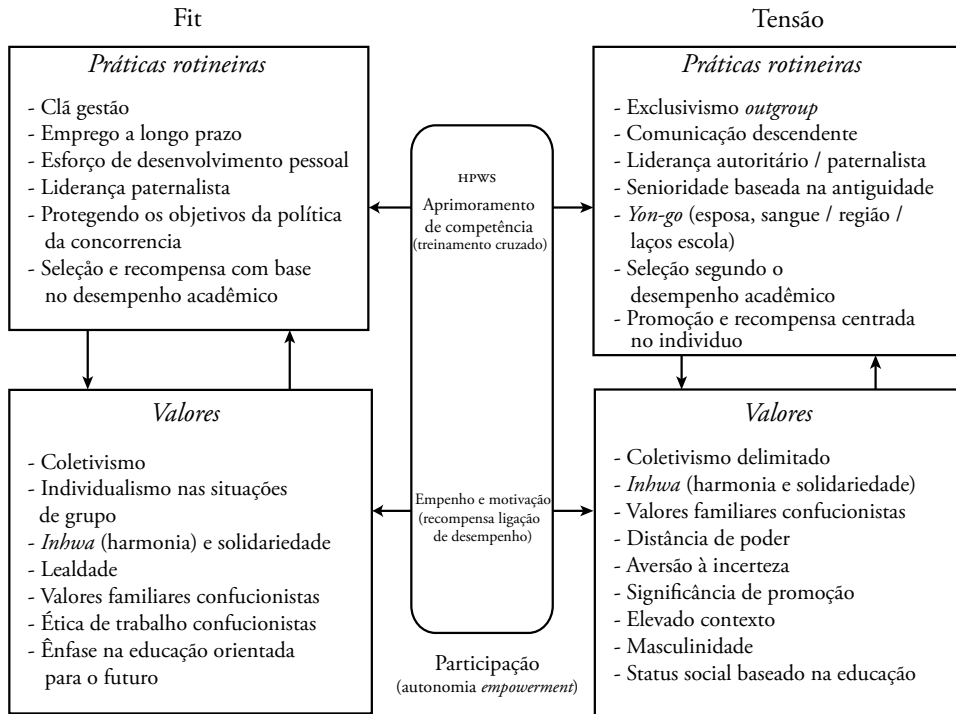 Fit
Práticas rotineiras
- Clã gestão
- Emprego a longo prazo
- Esforço de desenvolvimento pessoal
- Liderança paternalista
- Protegendo os objetivos da política
da concorrencia
- Seleção e recompensa com base
no desempenho acadêmico
Valores
- Coletivismo
- Individualismo nas situações
de grupo
- Inhwa (harmonia) e solidariedade
- Lealdade
- Valores familiares confucionistas
- Ética de trabalho confucionistas
- Ênfase na educação orientada
para o futuro
HPWS
Aprimoramento
de competência
(treinamento cruzado)
Empenho e motivação
(recompensa ligação
de desempenho)
Participação
(autonomia empowerment)
Tensão
Práticas rotineiras
- Exclusivismo outgroup
- Comunicação descendente
- Liderança autoritário / paternalista
- Senioridade baseada na antiguidade
- Yon-go (esposa, sangue / região /
laços escola)
- Seleção segundo o
desempenho acadêmico
- Promoção e recompensa centrada
no individuo
Valores
- Coletivismo delimitado
- Inhwa (harmonia e solidariedade)
- Valores familiares confucionistas
- Distância de poder
- Aversão à incerteza
- Significância de promoção
- Elevado contexto
- Masculinidade
- Status social baseado na educação